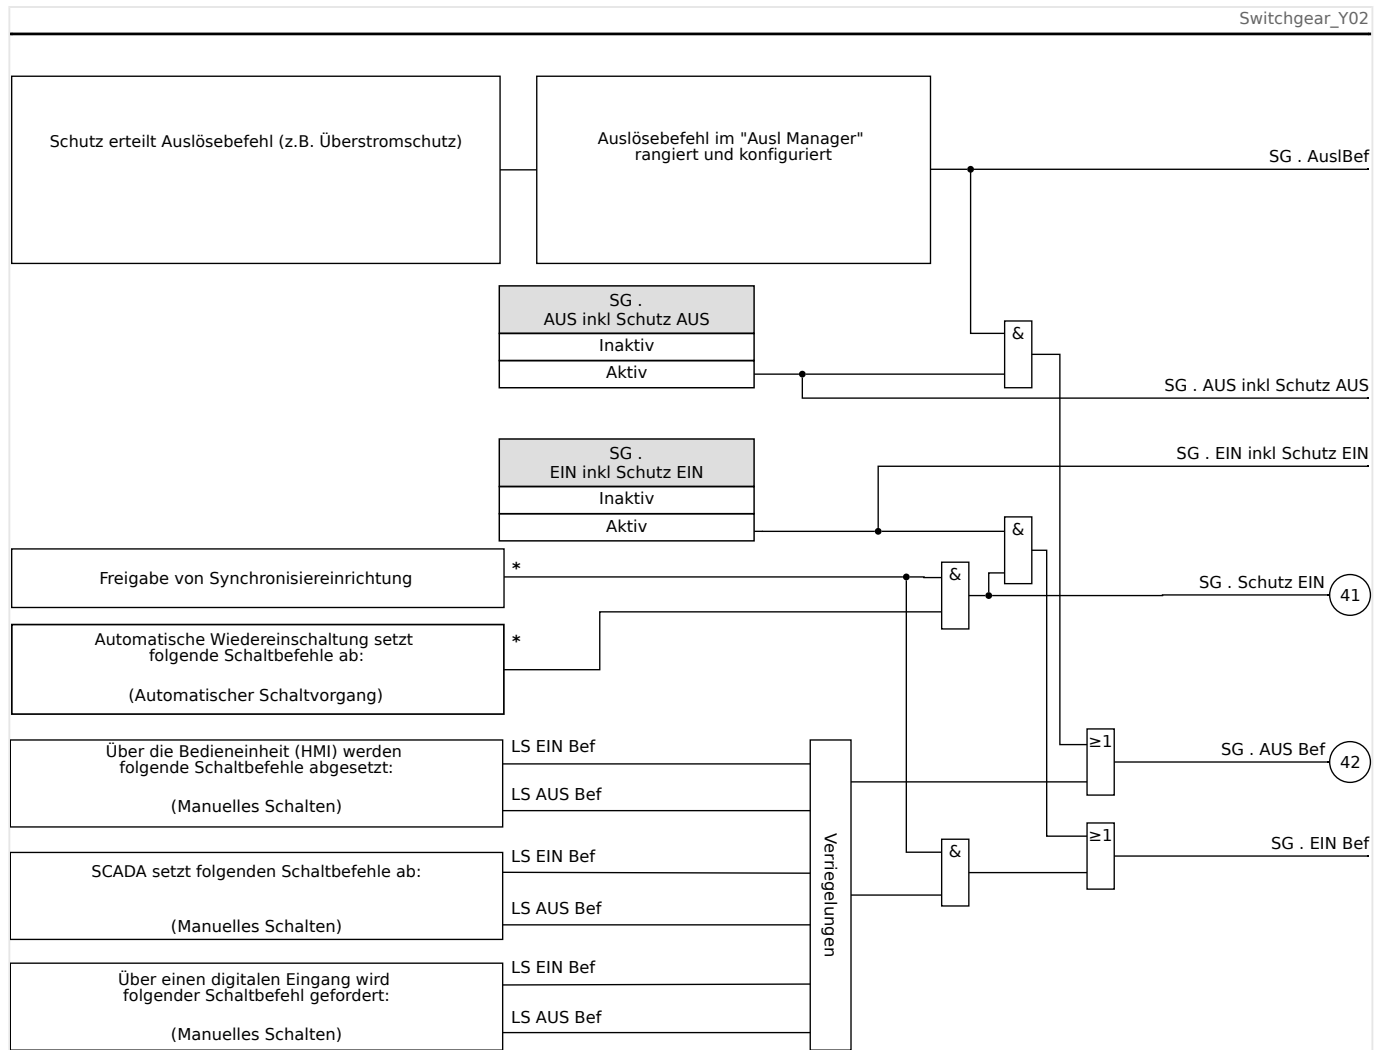 Switchgear_Y02
Schutz erteilt Auslösebefehl (z.B. Überstromschutz)
Auslösebefehl im "Ausl Manager"
rangiert und konfiguriert
SG . AuslBef
SG .
AUS inkl Schutz AUS
Inaktiv
Aktiv
&
SG . AUS inkl Schutz AUS
SG .
EIN inkl Schutz EIN
Inaktiv
Aktiv
SG . EIN inkl Schutz EIN
&
Freigabe von Synchronisiereinrichtung
*
&
SG . Schutz EIN
41
Automatische Wiedereinschaltung setzt
folgende Schaltbefehle ab:
(Automatischer Schaltvorgang)
*
Über die Bedieneinheit (HMI) werden
folgende Schaltbefehle abgesetzt:
(Manuelles Schalten)
LS EIN Bef
LS AUS Bef
≥1
SG . AUS Bef
42
SCADA setzt folgenden Schaltbefehle ab:
(Manuelles Schalten)
LS EIN Bef
LS AUS Bef
Verriegelungen
&
≥1
SG . EIN Bef
Über einen digitalen Eingang wird
folgender Schaltbefehl gefordert:
(Manuelles Schalten)
LS EIN Bef
LS AUS Bef